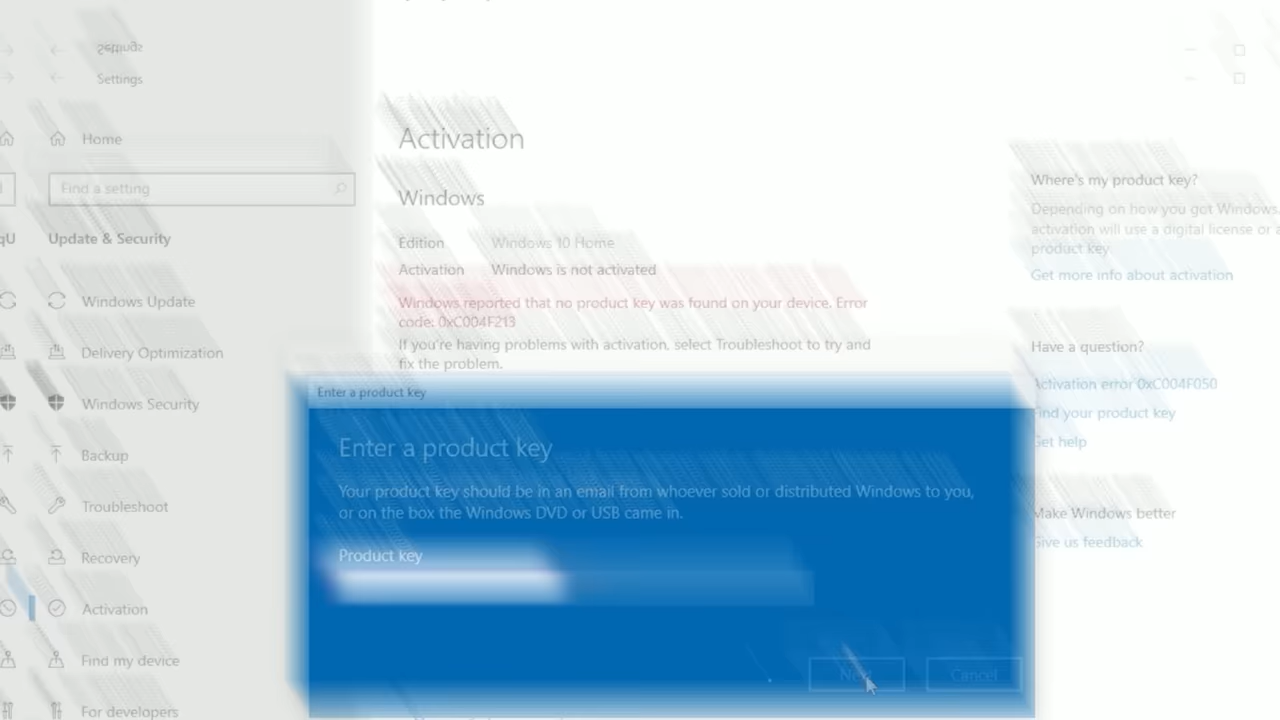 Settings
Settings
Home
Find a setting
Update & Security
Windows Update
Delivery Optimization
Windows Security
Backup
Troubleshoot
Recovery
Activation
Find my device
For developers
Activation
Windows
Edition Windows 10 Home
Activation Windows is not activated
Windows reported that no product key was found on your device. Error
code: 0xC004F213
If you're having problems with activation, select Troubleshoot to try and
fix the problem.
Enter a product key
Enter a product key
Your product key should be in an email from whoever sold or distributed Windows to you,
or on the box the Windows DVD or USB came in.
Product key
Cancel
Where's my product key?
Depending on how you got Windows,
activation will use a digital license or a
product key.
Get more info about activation
Have a question?
Activation error 0xC004F050
Find your product key
Get help
Make Windows better
Give us feedback